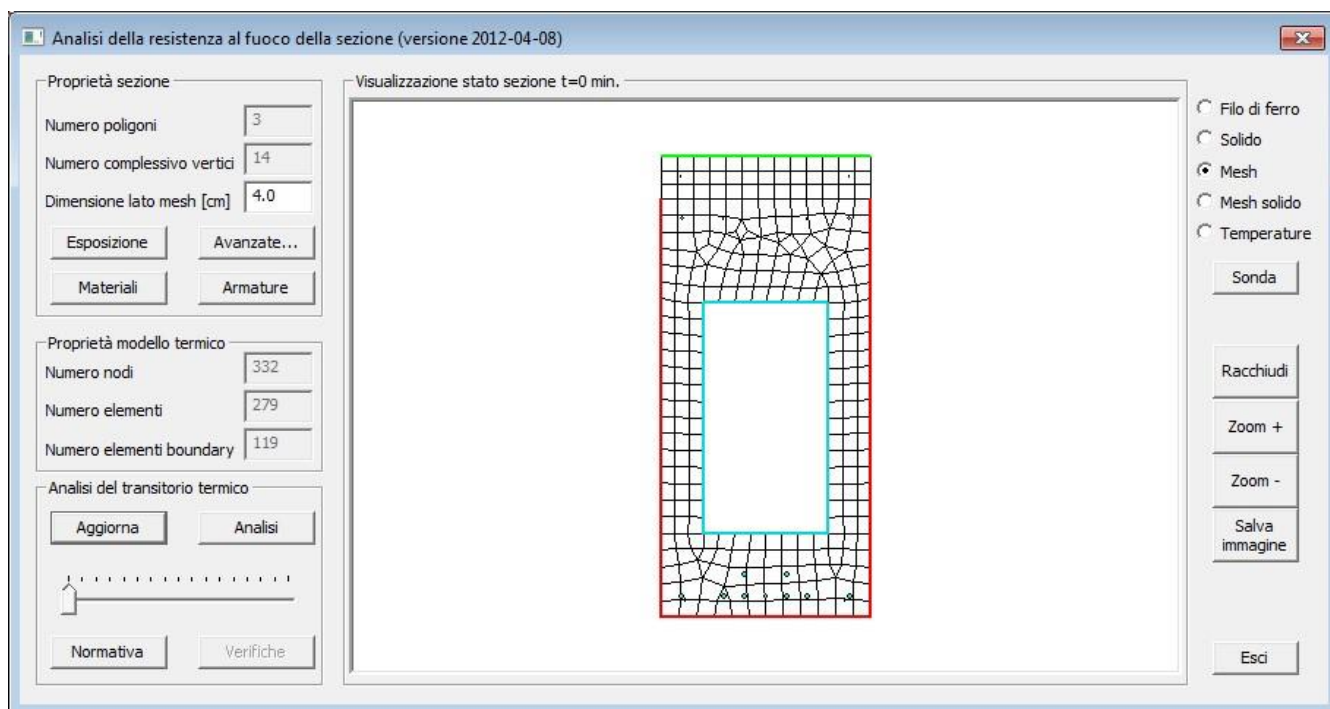 Analisi della resistenza al fuoco della sezione (versione 2012-04-08)
Proprietà sezione
Numero poligoni 3
Numero complessivo vertici 14
Dimensione lato mesh [cm] 4.0
Esposizione Avanzate...
Materiali Armature
Proprietà modello termico
Numero nodi 332
Numero elementi 279
Numero elementi boundary 119
Analisi del transitorio termico
Aggiorna Analisi
Normativa Verifiche
Visualizzazione stato sezione t=0 min.
Filo di ferro
Solido
Mesh
Mesh solido
Temperature
Sonda
Racchiudi
Zoom +
Zoom -
Salva
immagine
Esci